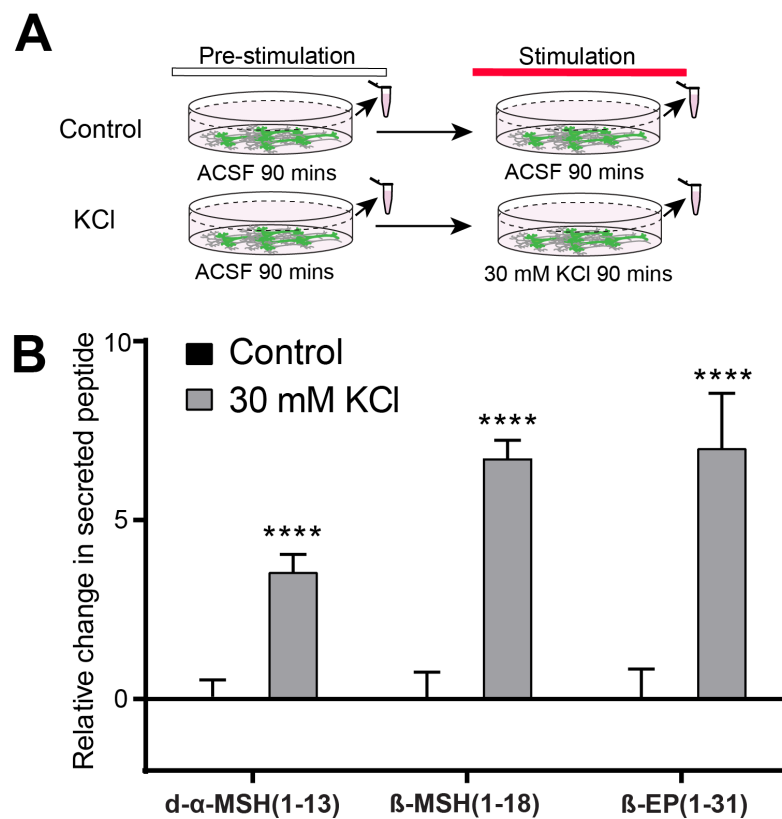 A
Pre-stimulation
Stimulation
Control
ACSF 90 mins
ACSF 90 mins
KCl
ACSF 90 mins
30 mM KCl 90 mins
B
Relative change in secreted peptide
10
5
0
Control
30 mM KCl
****
****
****
d-α-MSH(1-13)
ß-MSH(1-18)
ß-EP(1-31)